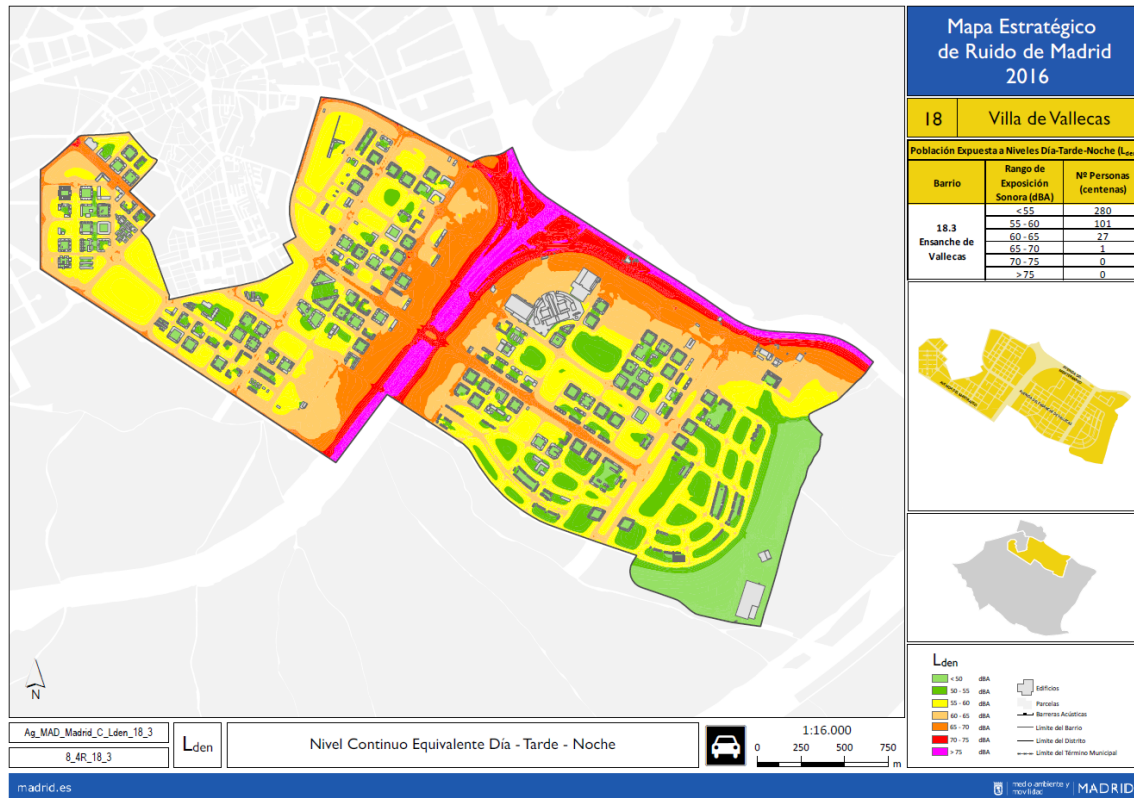 Mapa Estratégico
de Ruido de Madrid
2016
18 Villa de Vallecas
Población Expuesta a Niveles Día-Tarde-Noche (Lden
Barrio
Rango de
Exposición
Sonora (dBA)
Nº Personas
(centenas)
18.3
Ensanche de
Vallecas
<55 280
55 - 60 101
60 - 65 27
65 - 70 1
70 - 75 0
>75 0
Lden
< 50 dBA
50 - 55 dBA
55 - 60 dBA
60 - 65 dBA
65 - 70 dBA
70 - 75 dBA
> 75 dBA
Edificios
Parcelas
Barreras Acústicas
Límite del Barrio
Límite del Distrito
Límite del Término Municipal
N
Ag_MAD_Madrid_C_Lden_18_3
8_4R_18_3
Lden
Nivel Continuo Equivalente Día - Tarde - Noche
1:16.000
0 250 500 750
m
madrid.es
medio ambiente y
movilidad
MADRID